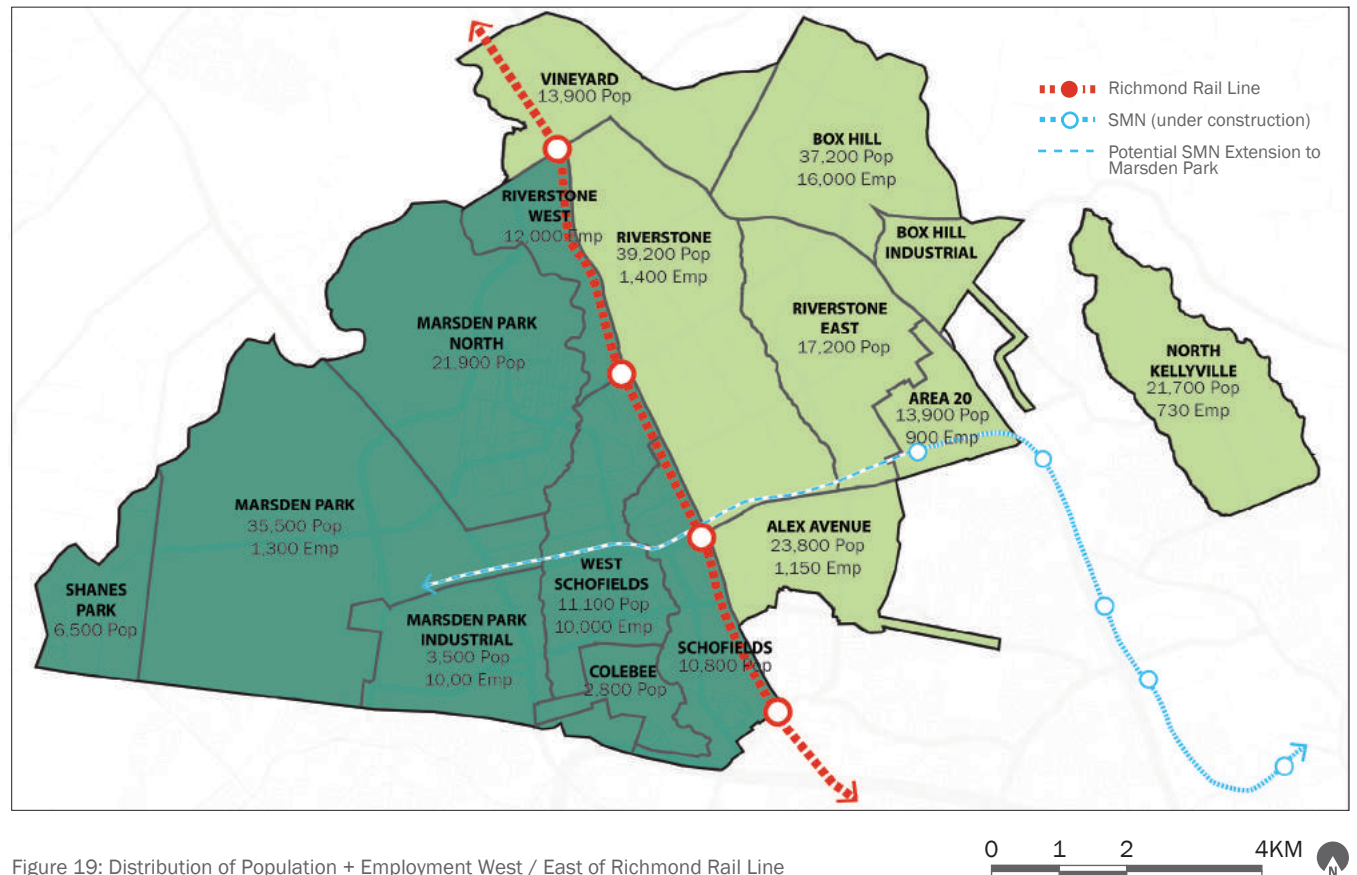 VINEYARD
13,900 Pop
Richmond Rail Line
SMN (under construction)
Potential SMN Extension to
Marsden Park
BOX HILL
37,200 Pop
16,000 Emp
RIVERSTONE
WEST
12,000 Emp
RIVERSTONE
39,200 Pop
1,400 Emp
BOX HILL
INDUSTRIAL
MARSDEN PARK
NORTH
21,900 Pop
RIVERSTONE
EAST
17,200 Pop
NORTH
KELLYVILLE
21,700 Pop
730 Emp
AREA 20
13,900 Pop
900 Emp
MARSDEN PARK
35,500 Pop
1,300 Emp
ALEX AVENUE
23,800 Pop
1,150 Emp
SHANES
PARK
6,500 Pop
WEST
SCHOFIELDS
11,100 Pop
10,000 Emp
MARSDEN PARK
INDUSTRIAL
3,500 Pop
10,00 Emp
SCHOFIELDS
10,800 Pop
COLEBEE
2,800 Pop
Figure 19: Distribution of Population + Employment West / East of Richmond Rail Line
0 1 2 4KM
N